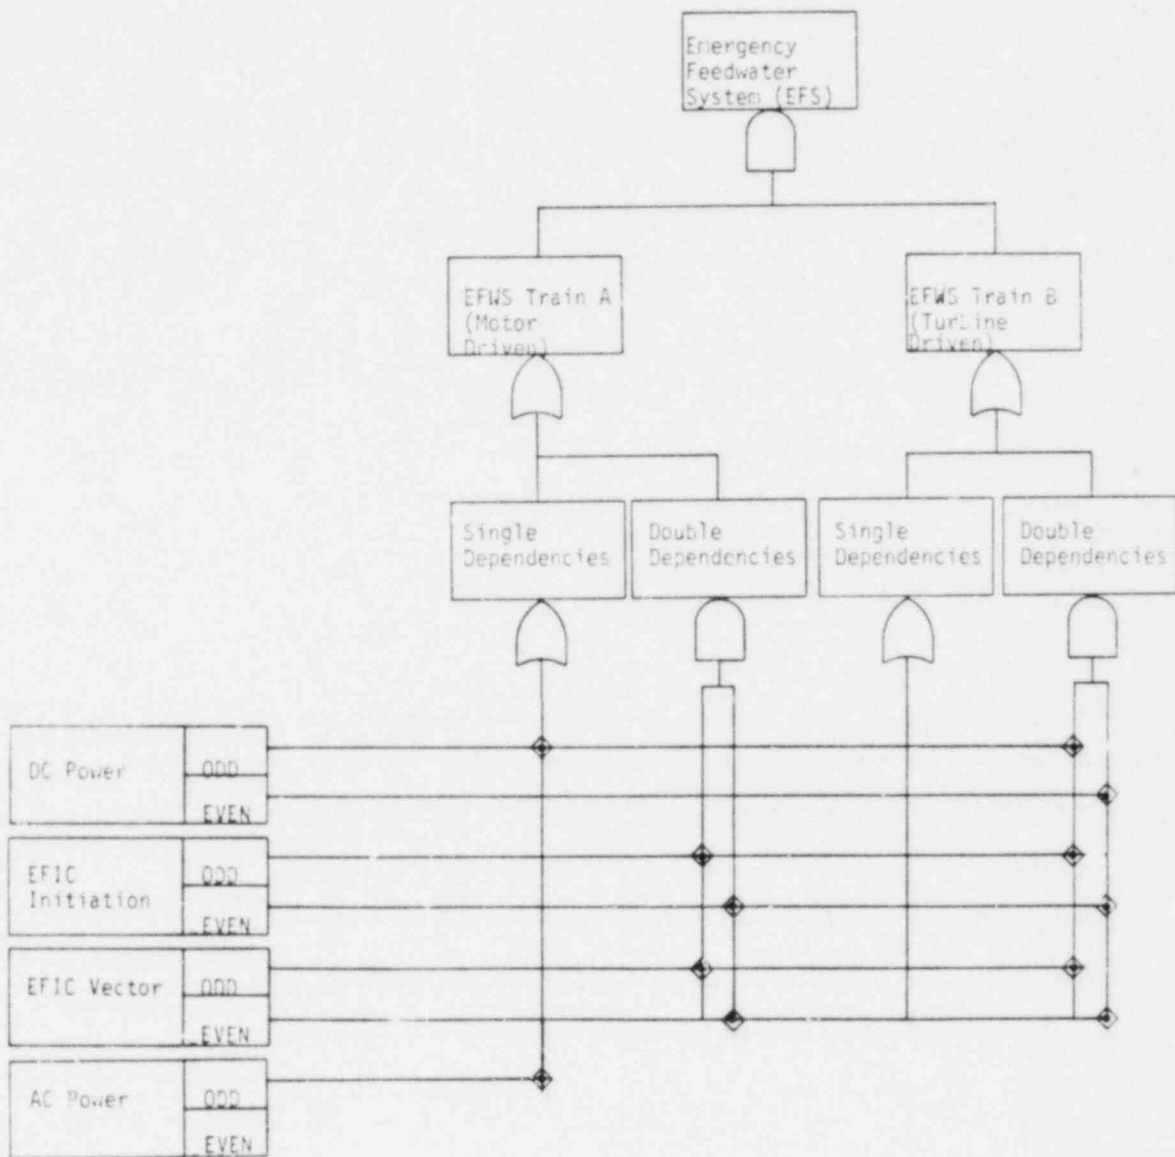 Emergency
Feedwater
System (EFS)
EFWS Train A
(Motor
Driven)
EFWS Train B
(Turbine
Driven)
Single
Dependencies
Double
Dependencies
Single
Dependencies
Double
Dependencies
DC Power
ODD
EVEN
EFIC
Initiation
ODD
EVEN
EFIC Vector
ODD
EVEN
AC Power
ODD
EVEN